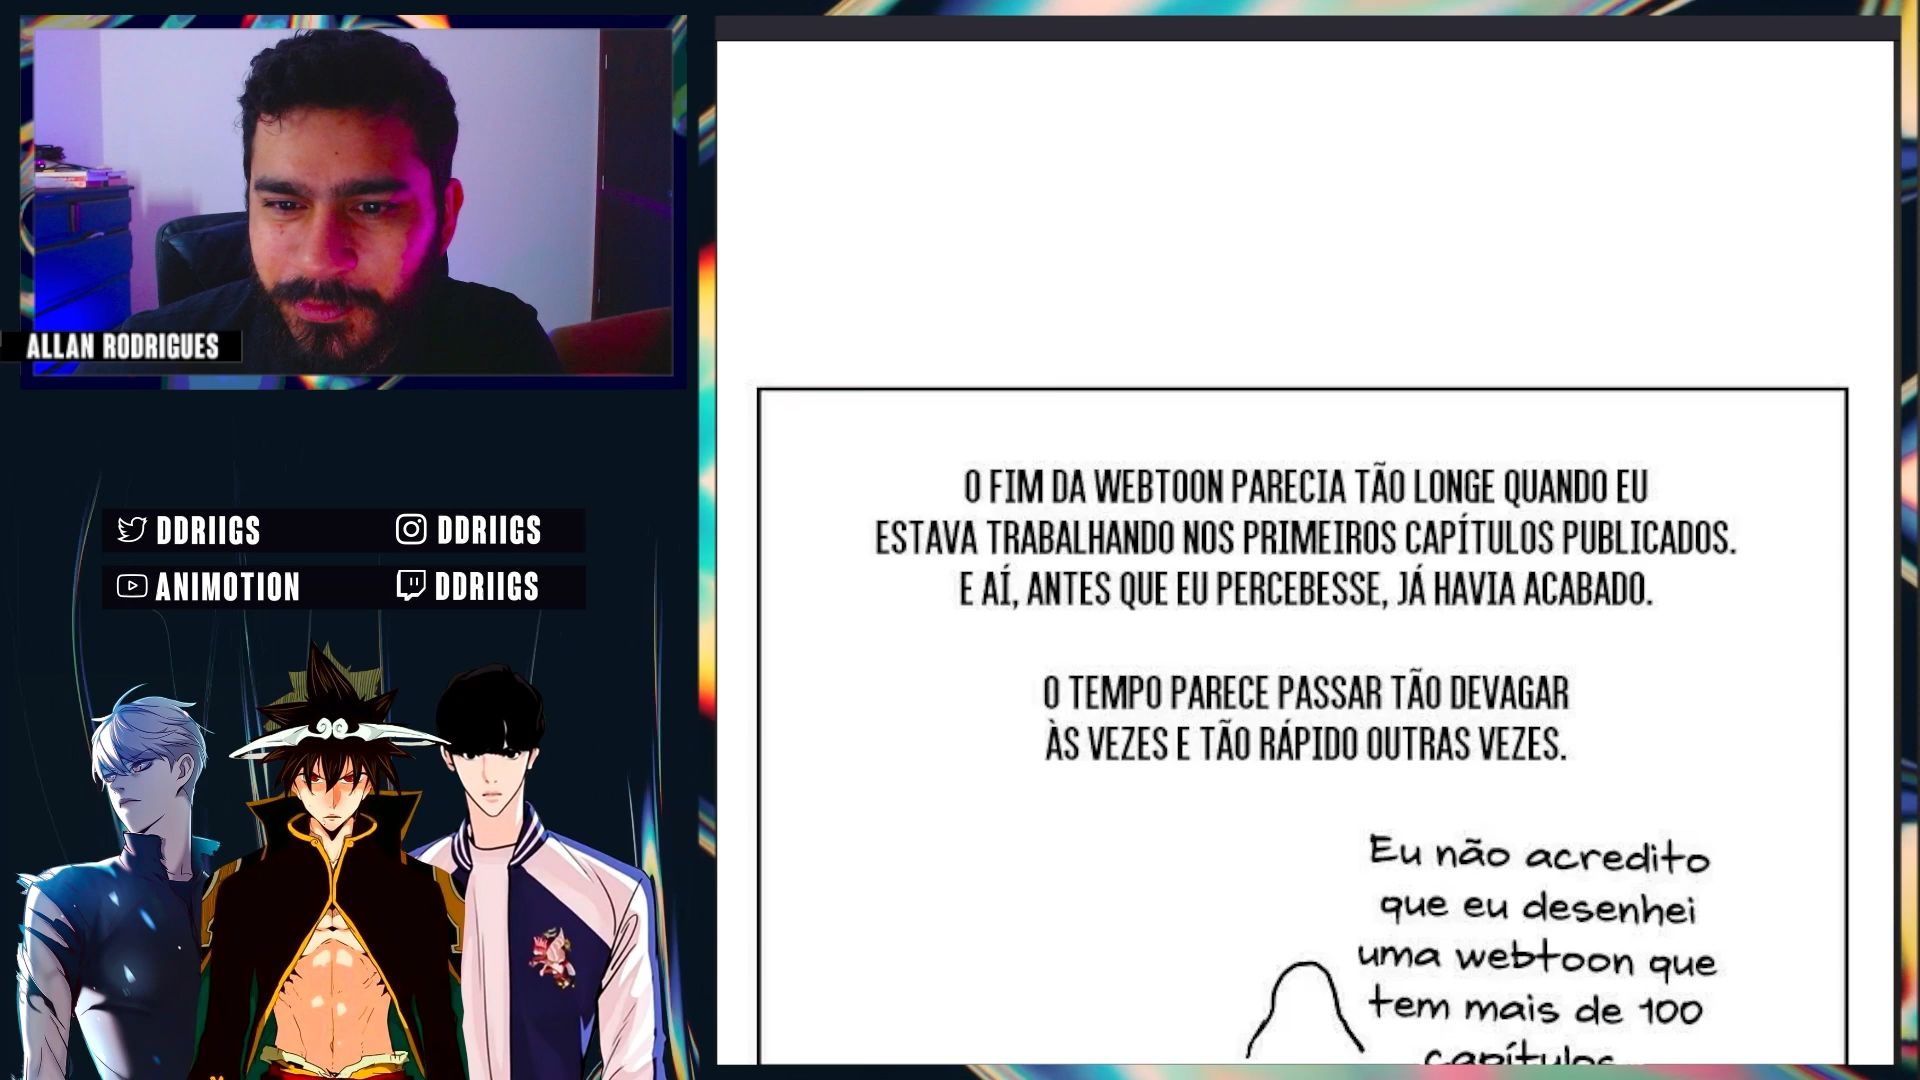 ALLAN RODRIGUES
DDRIIGS
DDRIIGS
ANIMOTION
DDRIIGS
O FIM DA WEBTOON PARECIA TÃO LONGE QUANDO EU
ESTAVA TRABALHANDO NOS PRIMEIROS CAPÍTULOS PUBLICADOS.
E AÍ, ANTES QUE EU PERCEBESSE, JÁ HAVIA ACABADO.
O TEMPO PARECE PASSAR TÃO DEVAGAR
ÀS VEZES E TÃO RÁPIDO OUTRAS VEZES.
Eu não acredito
que eu desenhei
uma webtoon que
tem mais de 100
capítulos...